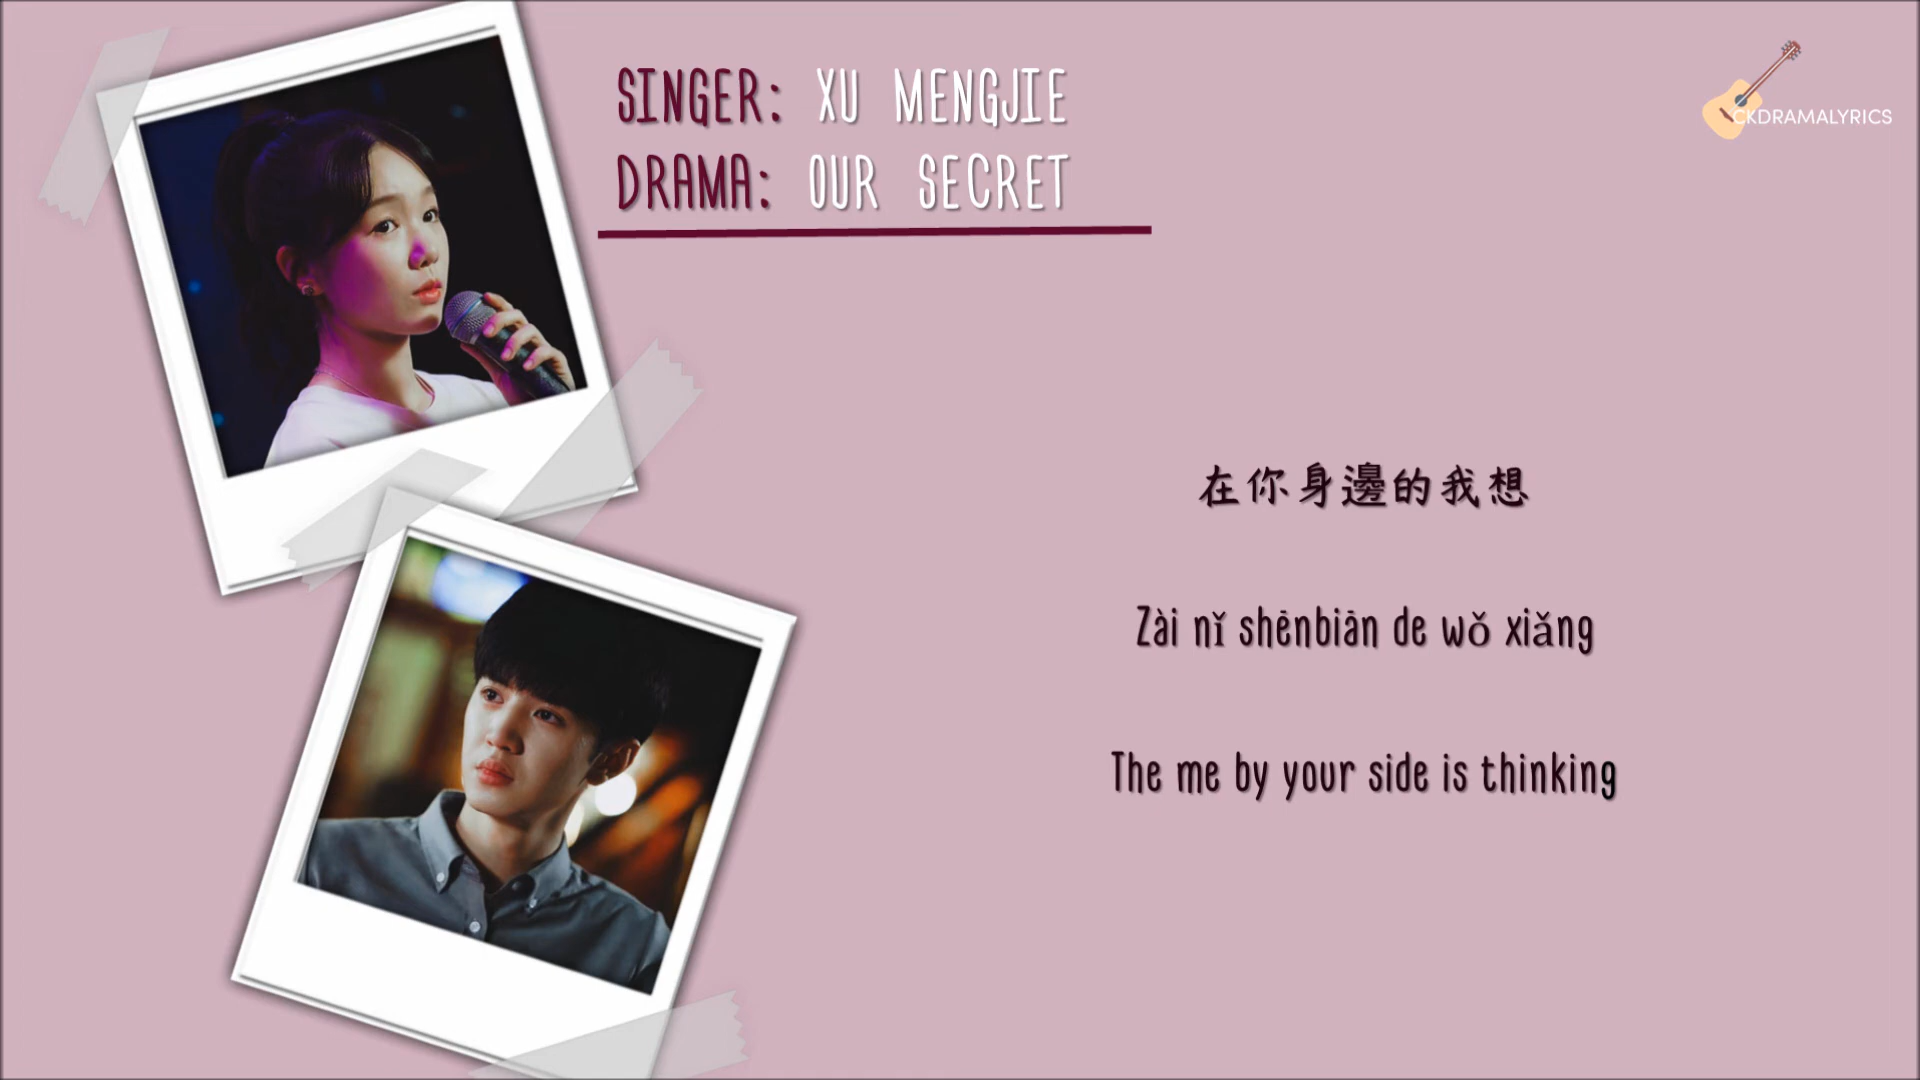 SINGER: XU MENGJIE
DRAMA: OUR SECRET
CKDRAMALYRICS
在你身邊的我想
Zài nǐ shēnbiān de wǒ xiǎng
The me by your side is thinking